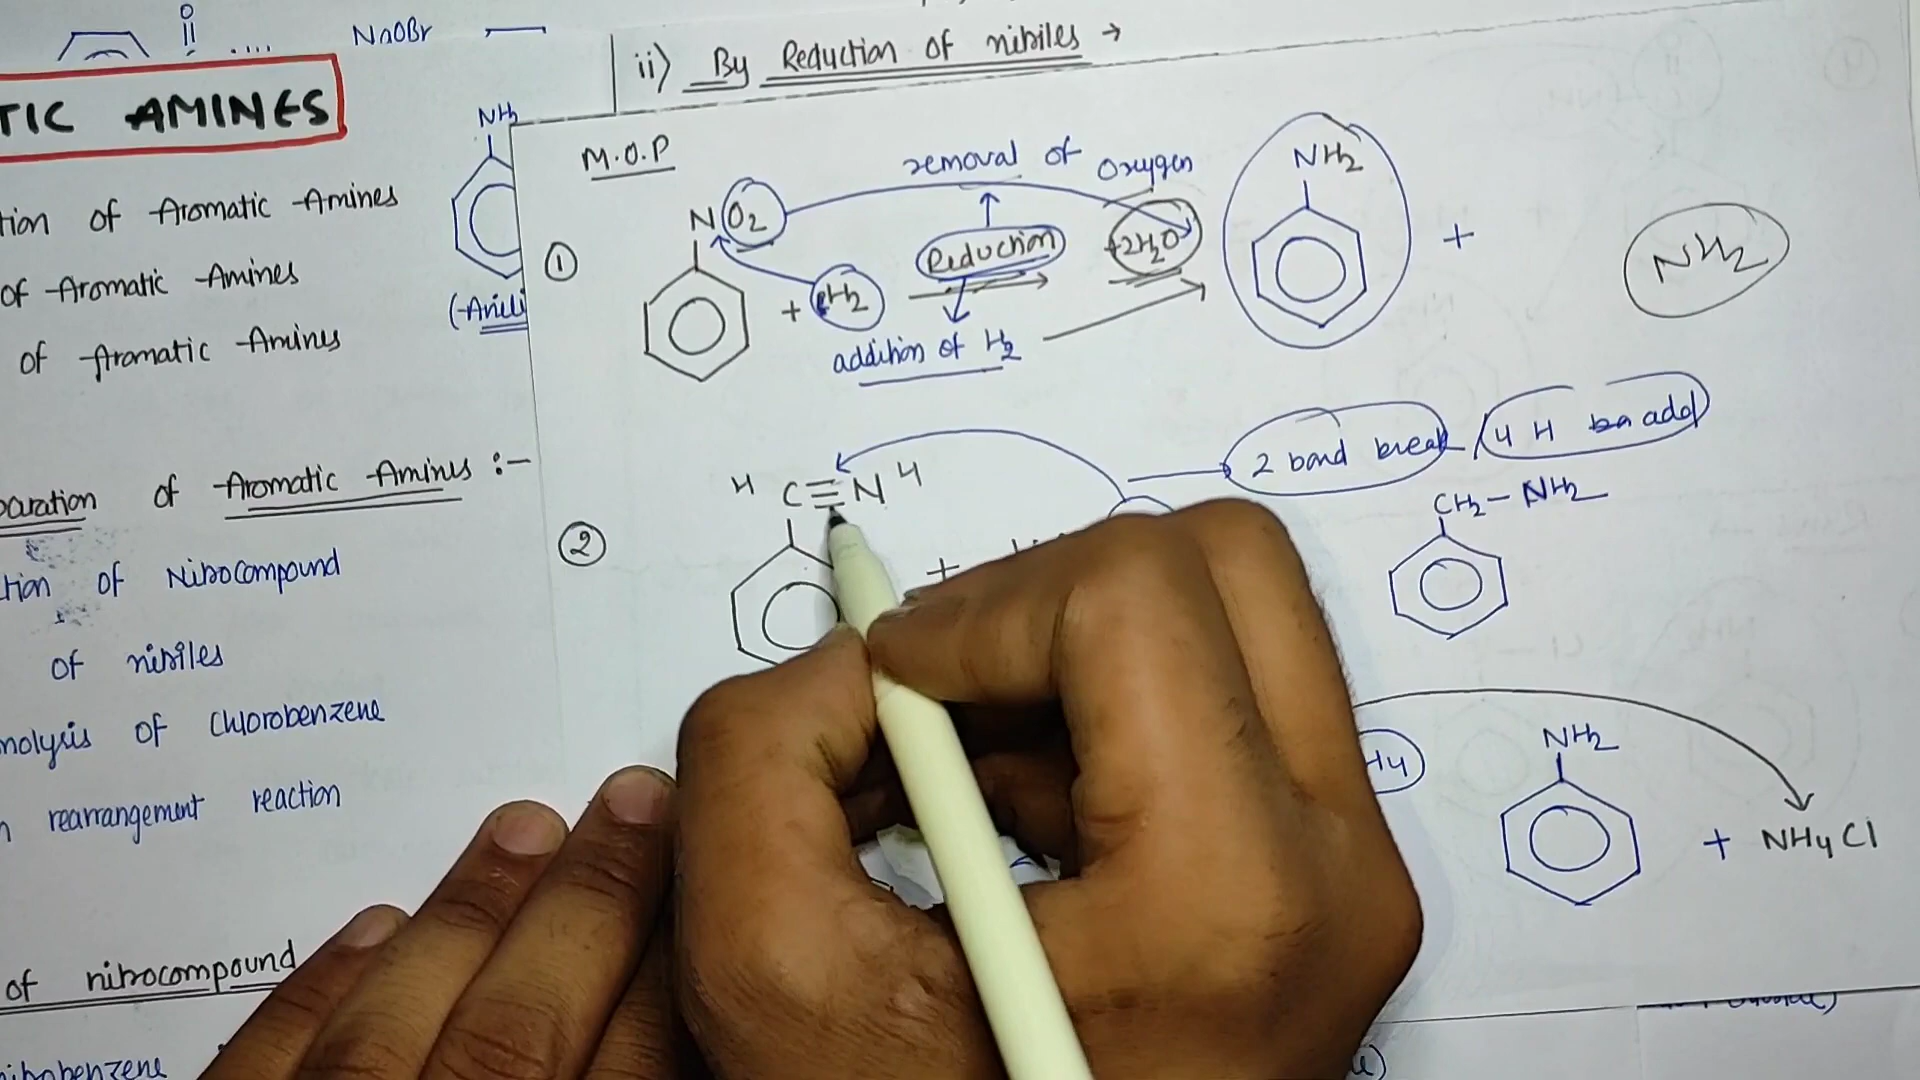 O
NaOBr
TIC AMINES
NH2
tion of Aromatic Amines
of Aromatic Amines
of Aromatic Amines
(Anili
paration of Aromatic Amines :-
tion of Nitrocompound
of nitriles
nolysis of Chlorobenzene
n rearrangement reaction
of nitrocompound
nitrobenzene
ii) By Reduction of nitriles →
M.O.P
removal of Oxygen
① NO2 + H2 Reduction +2H2O NH2 + NH2
addition of H2
2 bond break / 4 H add
② H C≡N H + CH2-NH2
H4 NH2 + NH4Cl